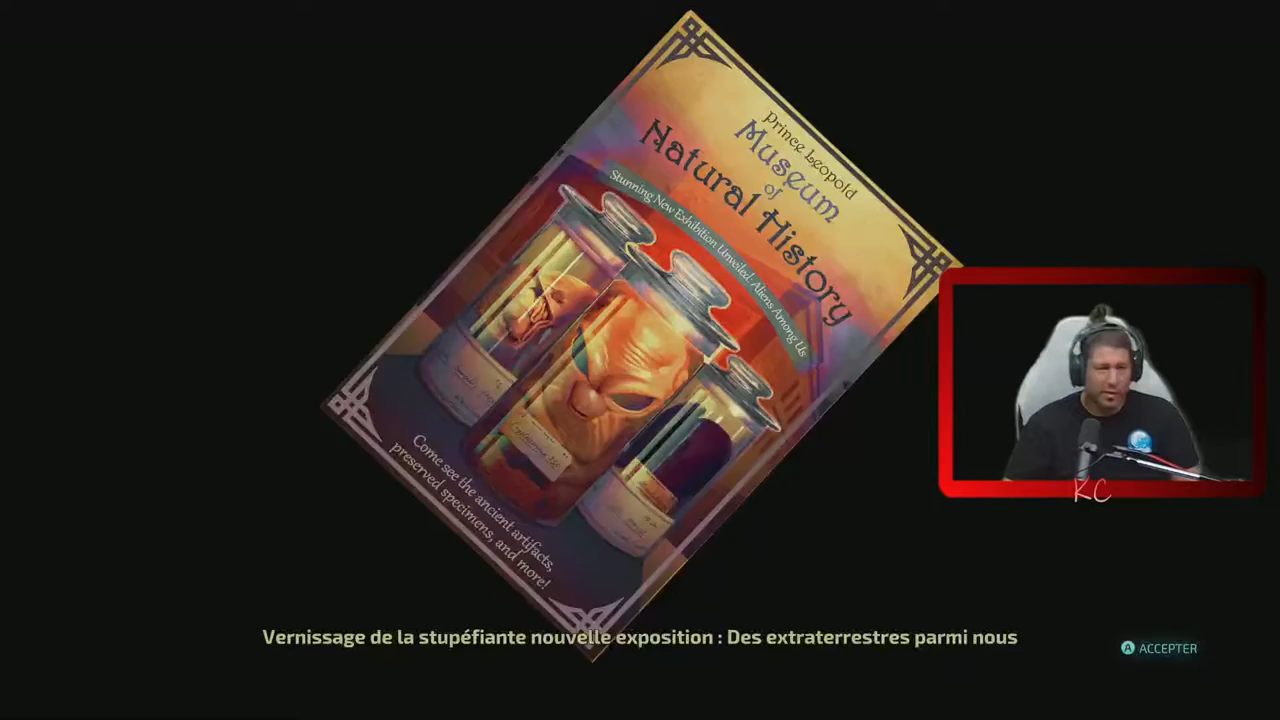 Prince Leopold
Museum
of
Natural History
Stunning New Exhibition Unveiled: Aliens Among Us
Come see the ancient artifacts,
preserved specimens, and more!
KC
Vernissage de la stupéfiante nouvelle exposition : Des extraterrestres parmi nous
A ACCEPTER